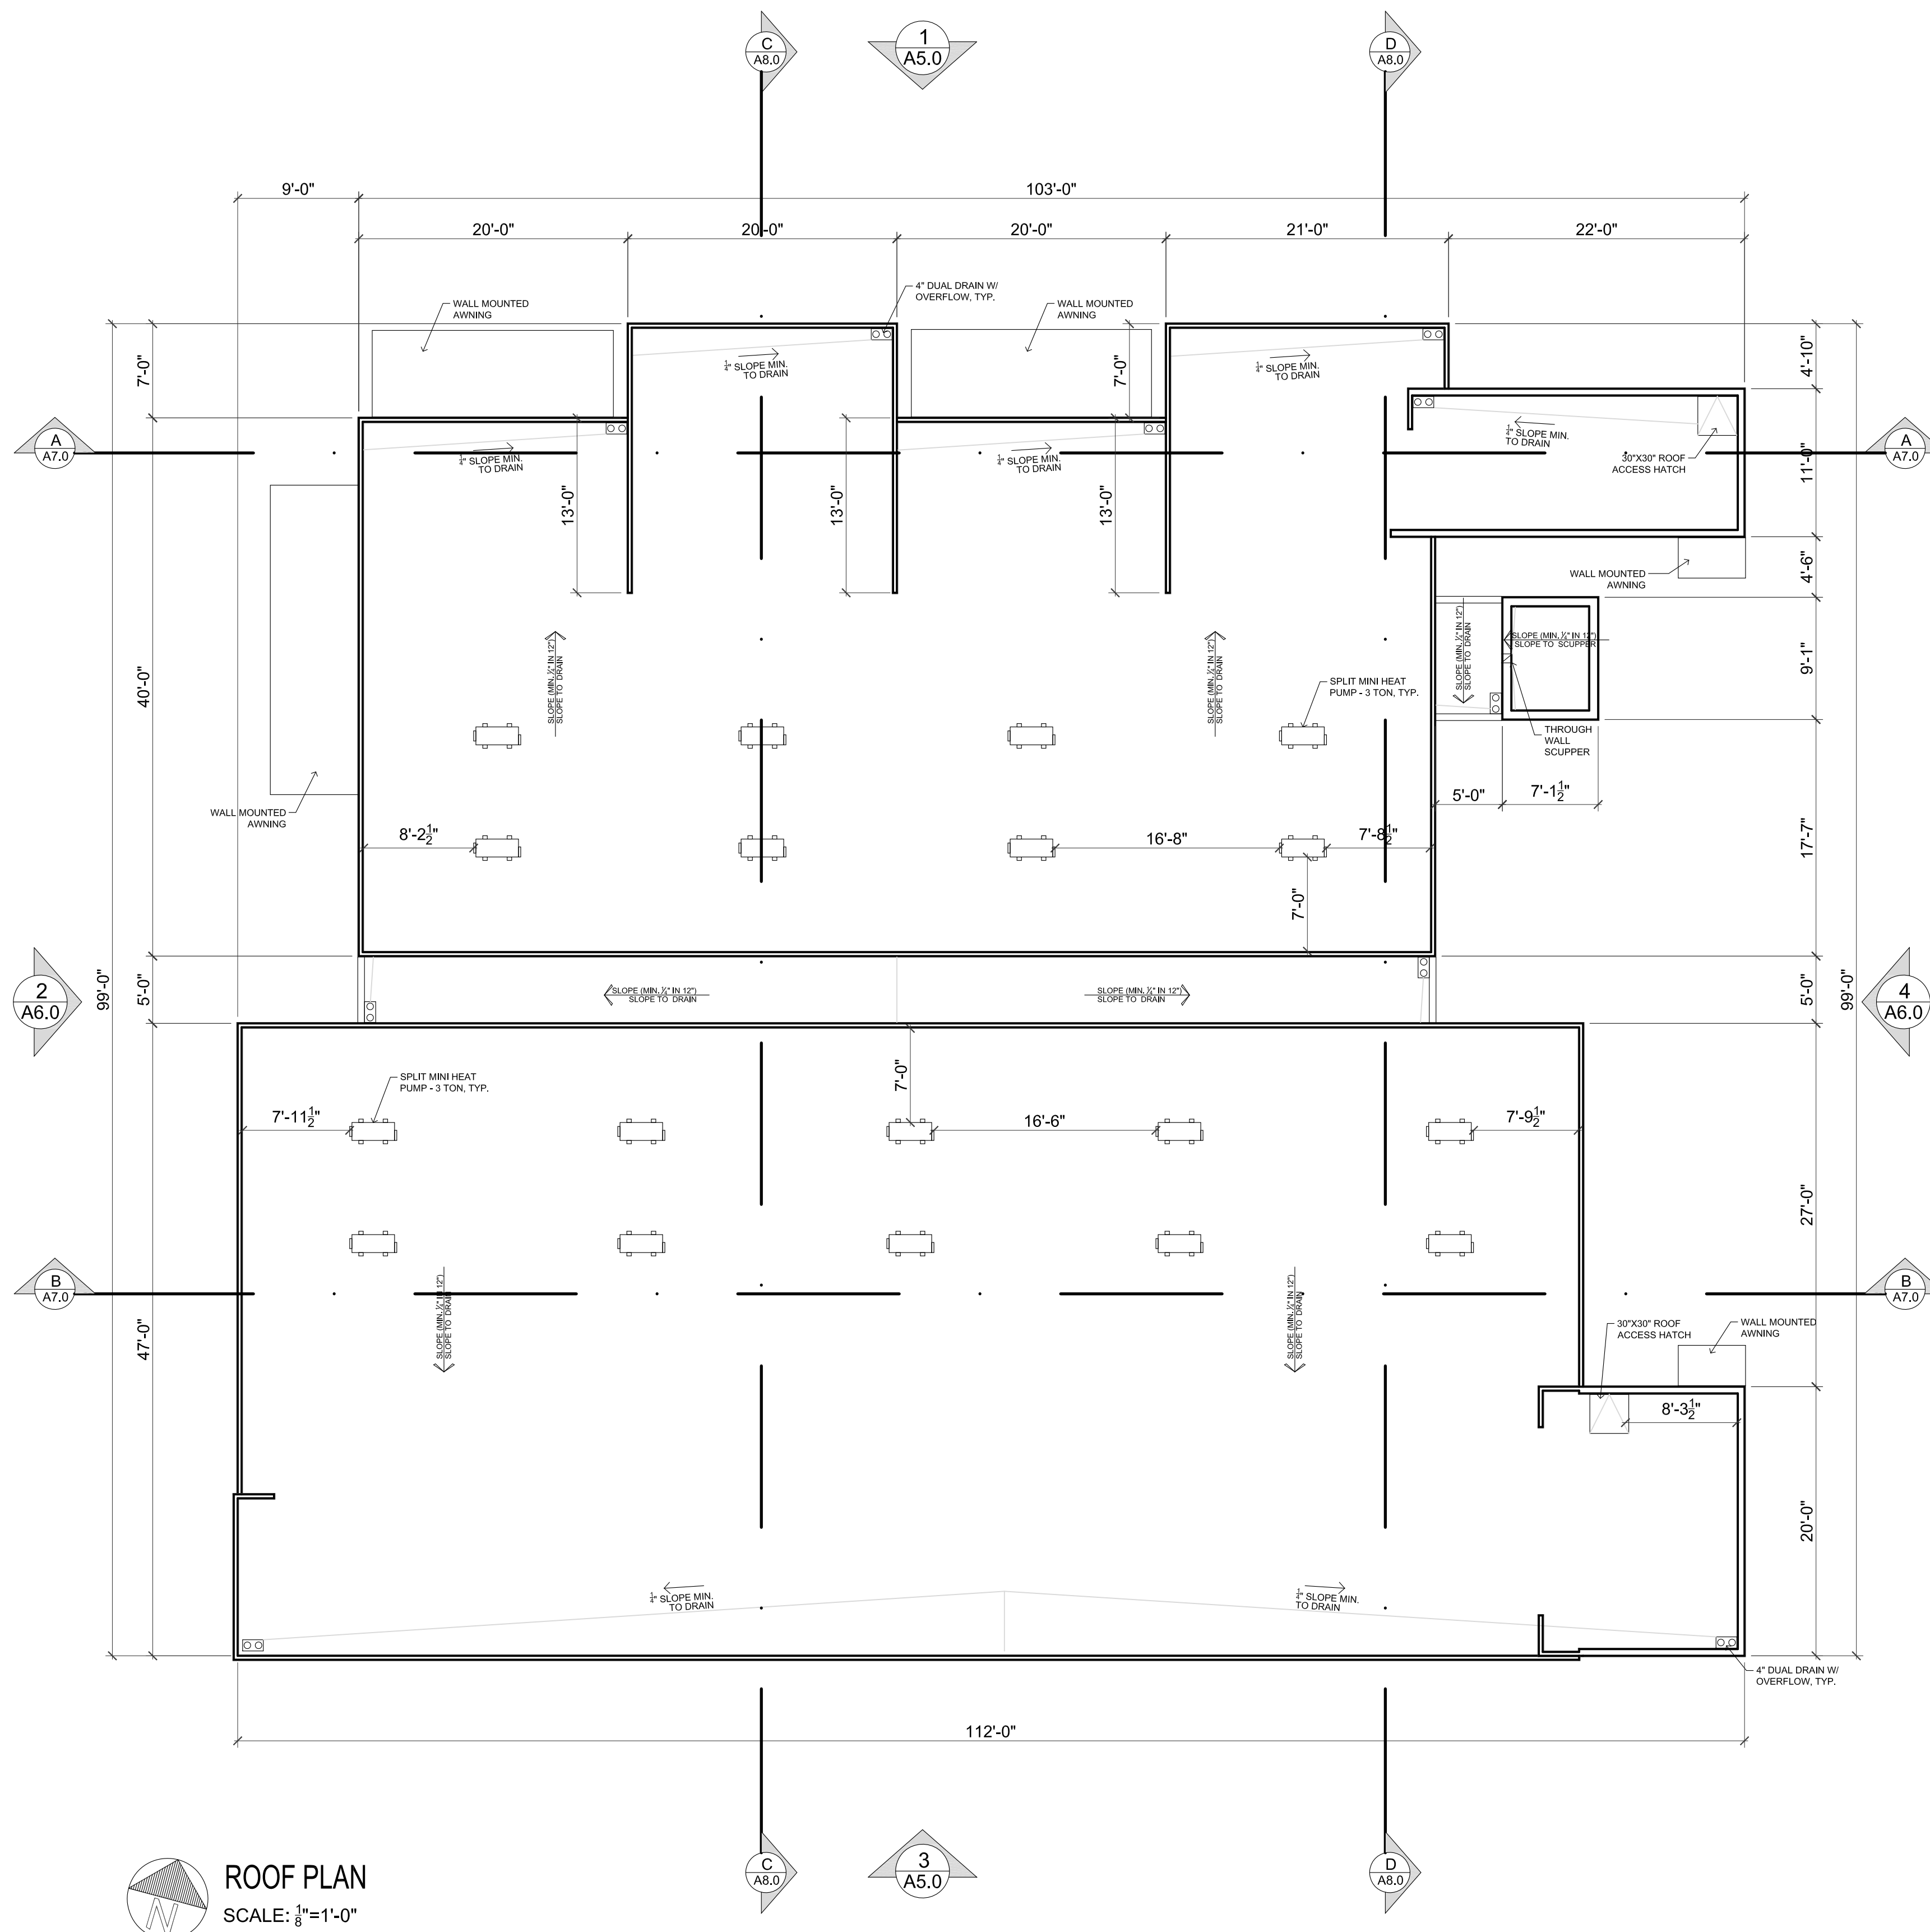 C
A8.0
1
A5.0
D
A8.0
9'-0"
103'-0"
20'-0"
20'-0"
20'-0"
21'-0"
22'-0"
WALL MOUNTED
AWNING
4" DUAL DRAIN W/
OVERFLOW, TYP.
WALL MOUNTED
AWNING
7'-0"
1/4" SLOPE MIN.
TO DRAIN
7'-0"
1/4" SLOPE MIN.
TO DRAIN
4'-10"
A
A7.0
1/4" SLOPE MIN.
TO DRAIN
1/4" SLOPE MIN.
TO DRAIN
1/4" SLOPE MIN.
TO DRAIN
30"X30" ROOF
ACCESS HATCH
11'-0"
A
A7.0
13'-0"
13'-0"
13'-0"
WALL MOUNTED
AWNING
4'-6"
40'-0"
SLOPE (MIN, 1/4" IN 12")
SLOPE TO DRAIN
SLOPE (MIN, 1/4" IN 12")
SLOPE TO DRAIN
SLOPE (MIN, 1/4" IN 12")
SLOPE TO DRAIN
SLOPE (MIN, 1/4" IN 12")
SLOPE TO SCUPPER
9'-1"
SPLIT MINI HEAT
PUMP - 3 TON, TYP.
THROUGH
WALL
SCUPPER
5'-0"
7'-1 1/2"
WALL MOUNTED
AWNING
8'-2 1/2"
16'-8"
7'-8 1/2"
17'-7"
7'-0"
2
A6.0
99'-0"
5'-0"
SLOPE (MIN, 1/4" IN 12")
SLOPE TO DRAIN
SLOPE (MIN, 1/4" IN 12")
SLOPE TO DRAIN
5'-0"
99'-0"
4
A6.0
SPLIT MINI HEAT
PUMP - 3 TON, TYP.
7'-0"
7'-11 1/2"
16'-6"
7'-9 1/2"
27'-0"
B
A7.0
SLOPE (MIN, 1/4" IN 12")
SLOPE TO DRAIN
SLOPE (MIN, 1/4" IN 12")
SLOPE TO DRAIN
B
A7.0
47'-0"
30"X30" ROOF
ACCESS HATCH
WALL MOUNTED
AWNING
8'-3 1/2"
20'-0"
1/4" SLOPE MIN.
TO DRAIN
1/4" SLOPE MIN.
TO DRAIN
4" DUAL DRAIN W/
OVERFLOW, TYP.
112'-0"
C
A8.0
3
A5.0
D
A8.0
N
ROOF PLAN
SCALE: 1/8"=1'-0"